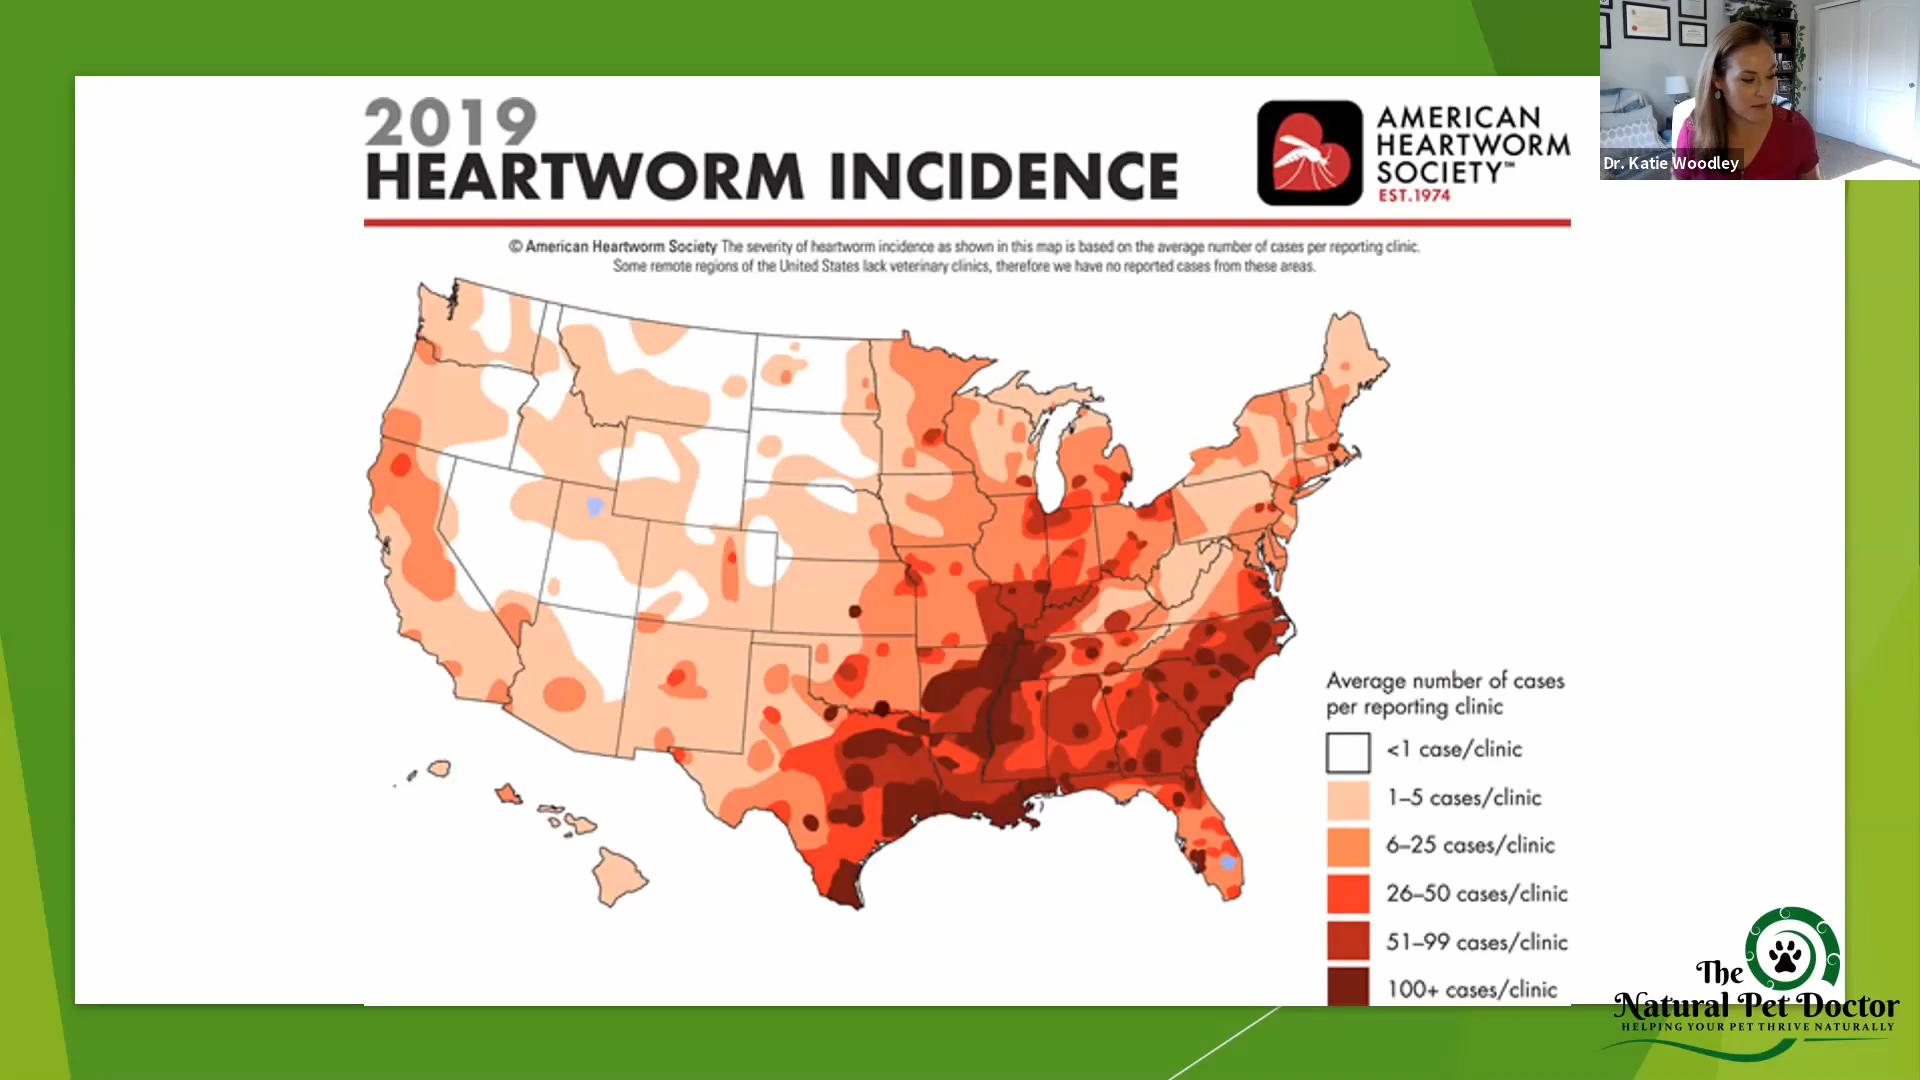 2019
HEARTWORM INCIDENCE
AMERICAN
HEARTWORM
SOCIETY™
EST.1974
Dr. Katie Woodley
© American Heartworm Society The severity of heartworm incidence as shown in this map is based on the average number of cases per reporting clinic.
Some remote regions of the United States lack veterinary clinics, therefore we have no reported cases from these areas.
Average number of cases
per reporting clinic
<1 case/clinic
1–5 cases/clinic
6–25 cases/clinic
26–50 cases/clinic
51–99 cases/clinic
100+ cases/clinic
The
Natural Pet Doctor
HELPING YOUR PET THRIVE NATURALLY